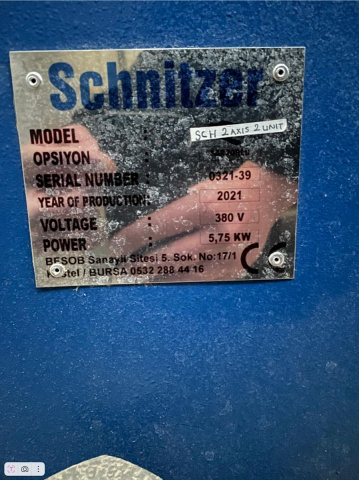 Schnitzer
MODEL : SCH 2 AXIS 2 UNIT
OPSIYON :
SERIAL NUMBER : 0321-39
YEAR OF PRODUCTION : 2021
VOLTAGE : 380 V
POWER : 5,75 KW
BESOB Sanayii Sitesi 5. Sok. No:17/1
/ BURSA 0532 288 44 16
CE